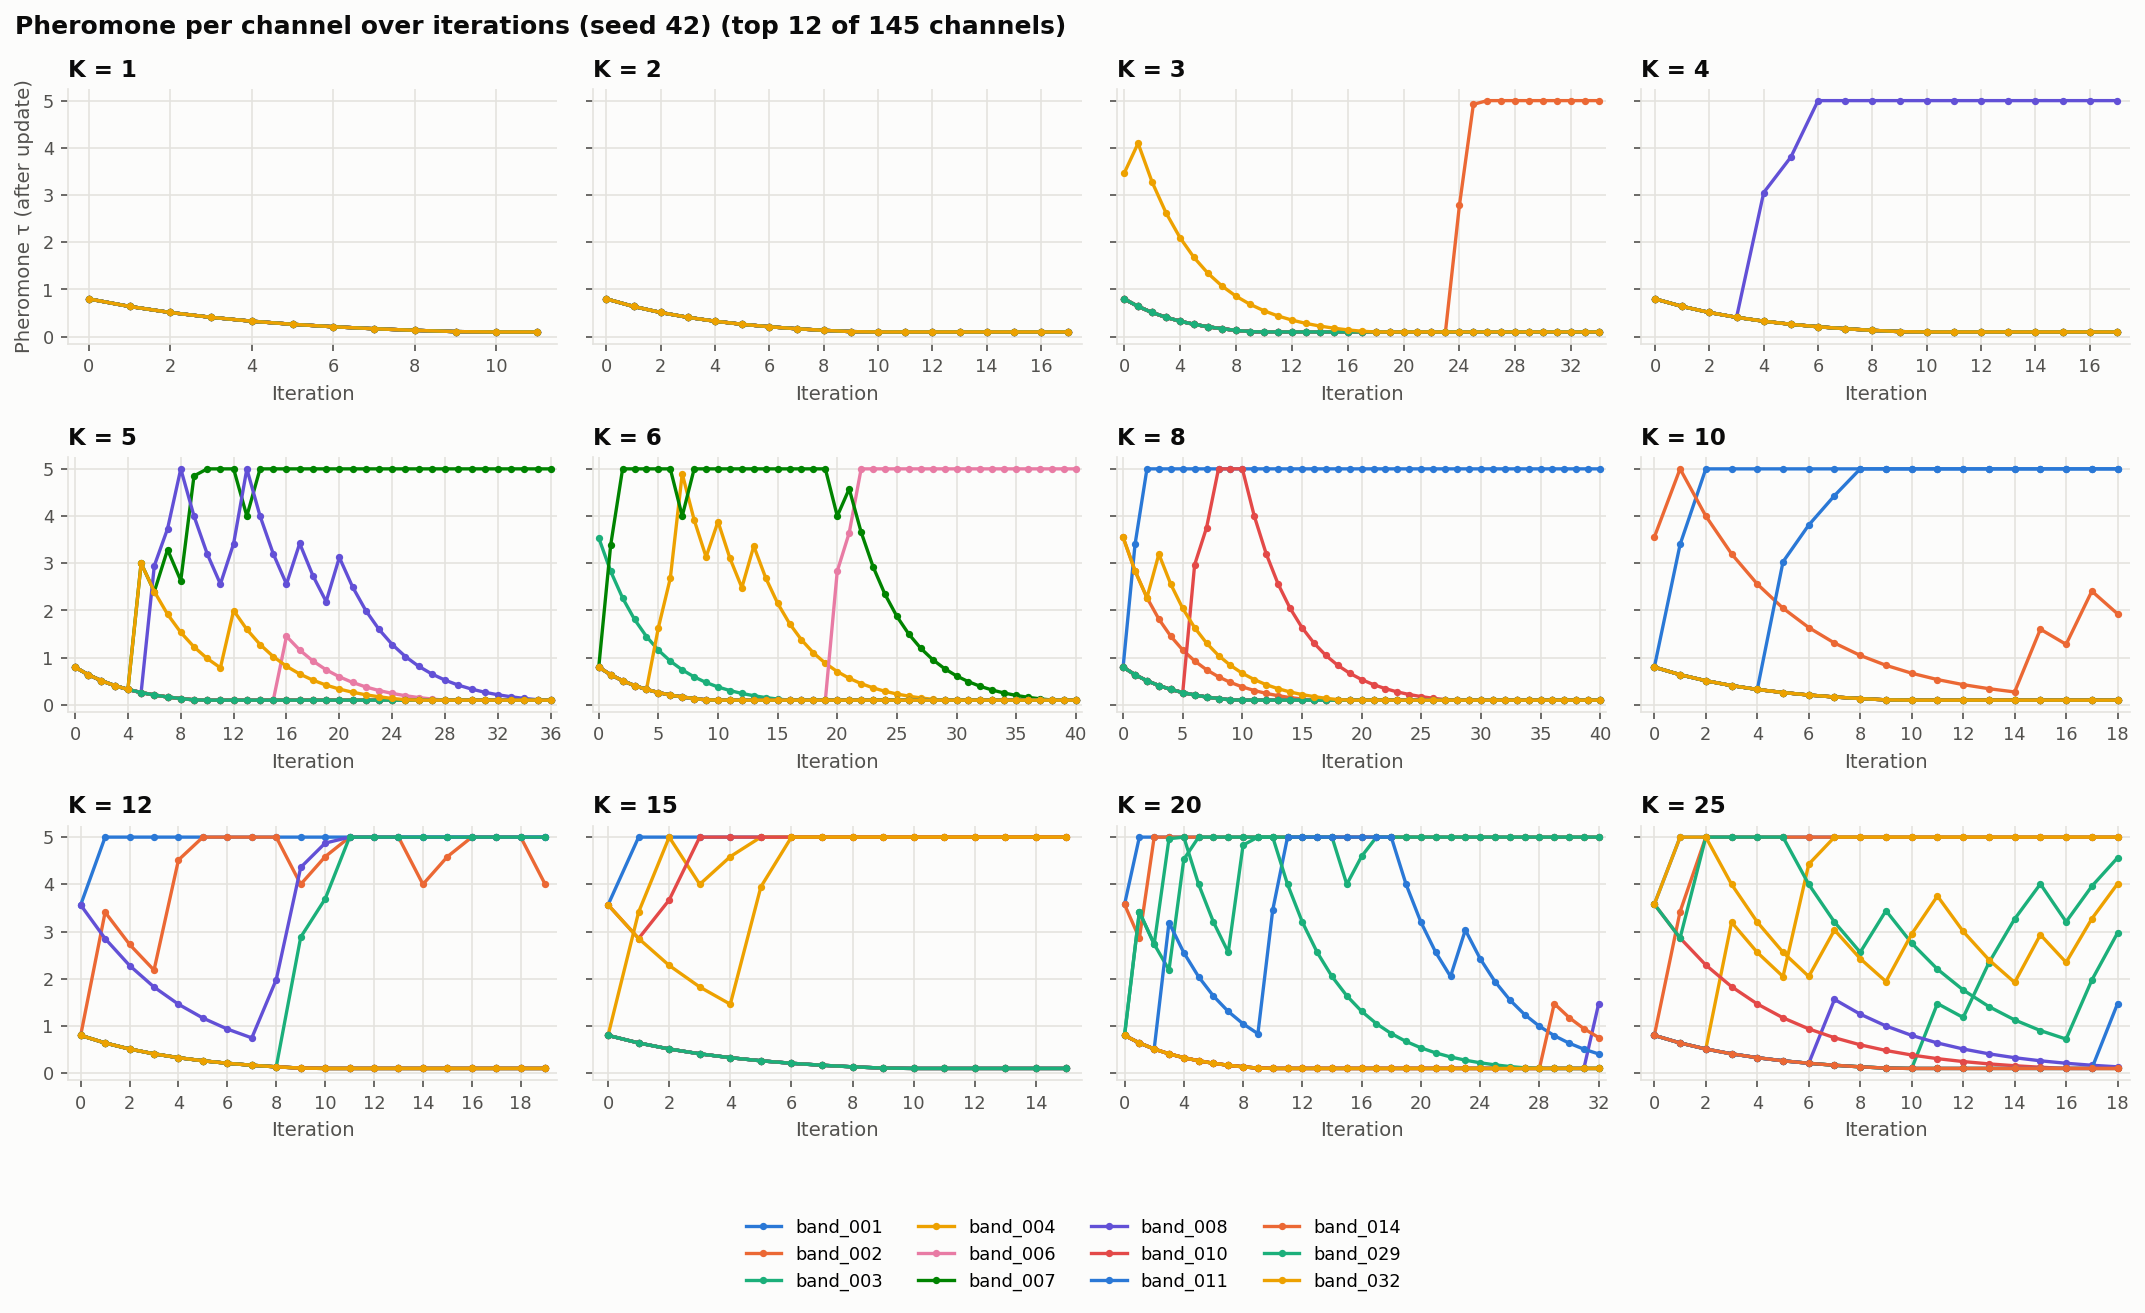 Pheromone per channel over iterations (seed 42) (top 12 of 145 channels)
K = 1 K = 2 K = 3 K = 4
Pheromone τ (after update)
5
4
3
2
1
0
0 2 4 6 8 10 0 2 4 6 8 10 12 14 16 0 4 8 12 16 20 24 28 32 0 2 4 6 8 10 12 14 16
Iteration Iteration Iteration Iteration
K = 5 K = 6 K = 8 K = 10
5
4
3
2
1
0
0 4 8 12 16 20 24 28 32 36 0 5 10 15 20 25 30 35 40 0 5 10 15 20 25 30 35 40 0 2 4 6 8 10 12 14 16 18
Iteration Iteration Iteration Iteration
K = 12 K = 15 K = 20 K = 25
5
4
3
2
1
0
0 2 4 6 8 10 12 14 16 18 0 2 4 6 8 10 12 14 0 4 8 12 16 20 24 28 32 0 2 4 6 8 10 12 14 16 18
Iteration Iteration Iteration Iteration
band_001 band_004 band_008 band_014
band_002 band_006 band_010 band_029
band_003 band_007 band_011 band_032